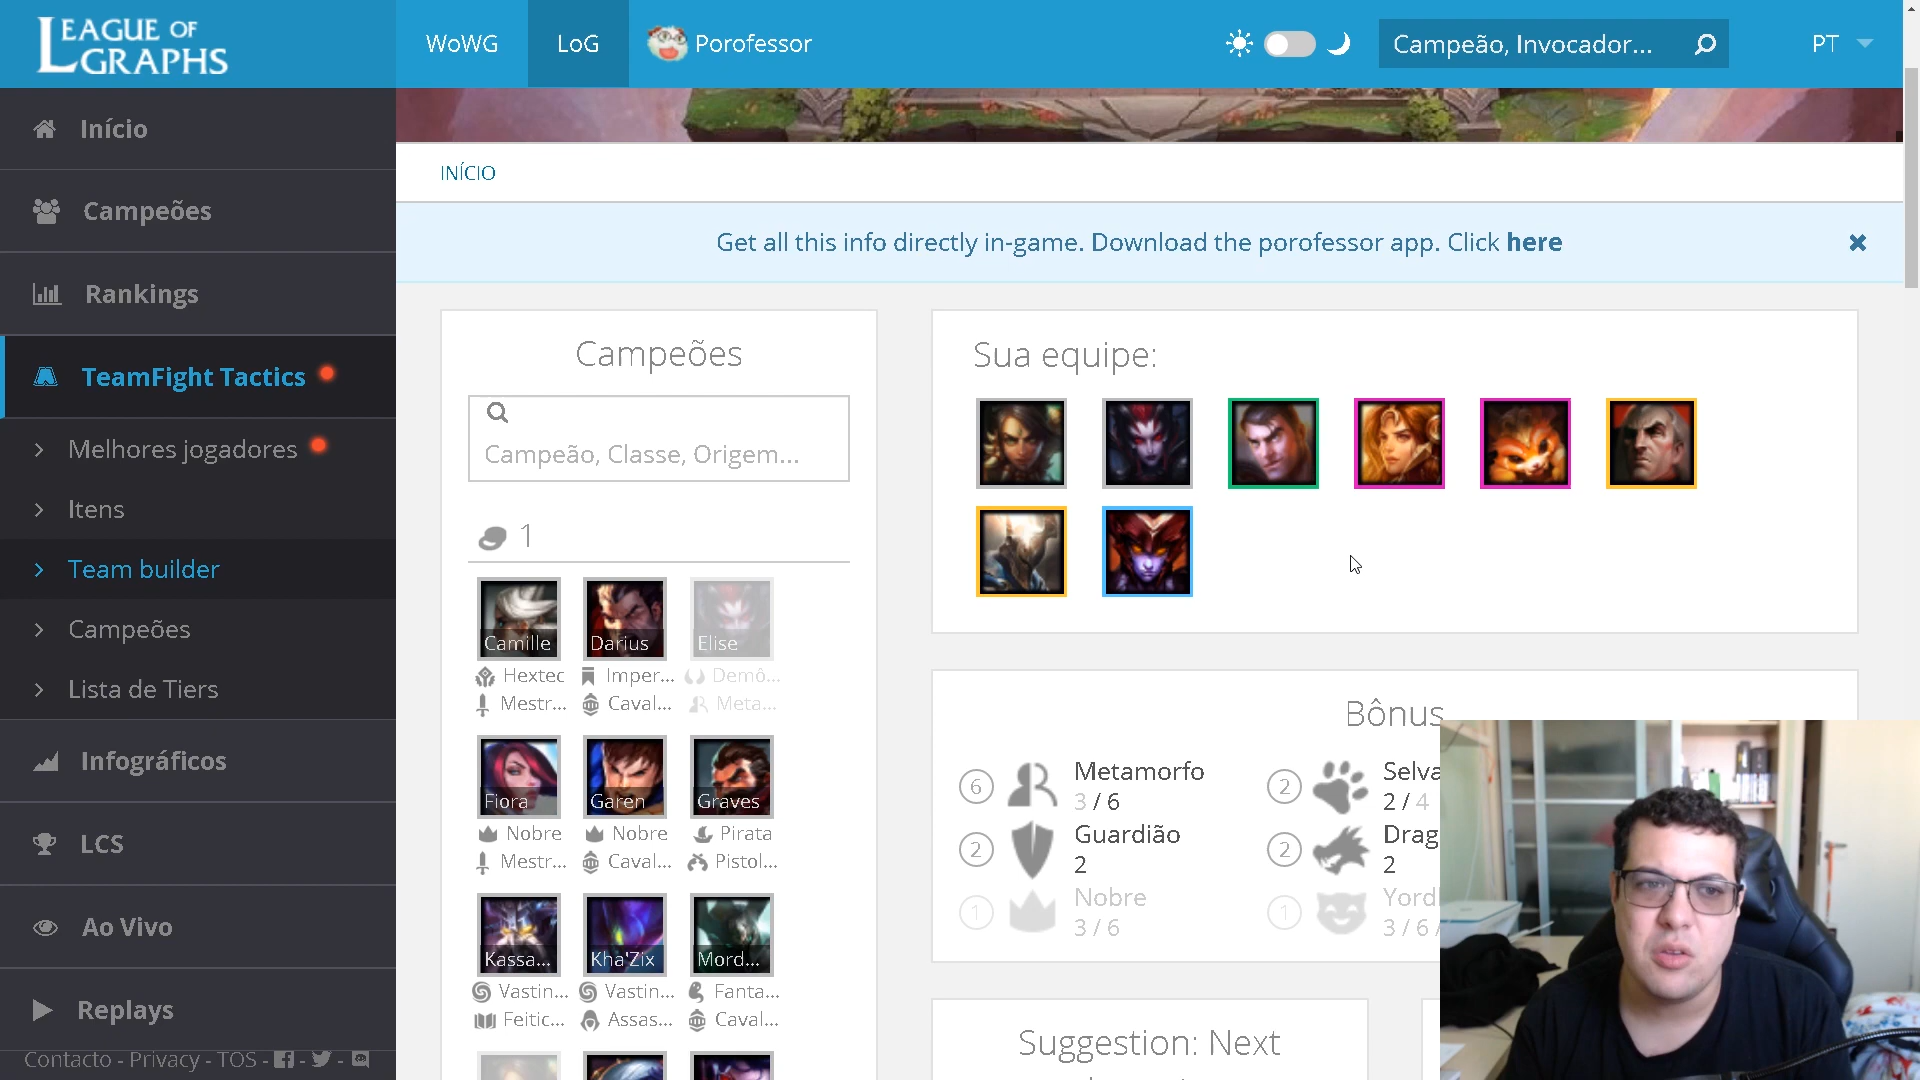 LEAGUE OF
GRAPHS
WoWG
LoG
Porofessor
Campeão, Invocador...
PT
Início
Campeões
Rankings
TeamFight Tactics
Melhores jogadores
Itens
Team builder
Campeões
Lista de Tiers
Infográficos
LCS
Ao Vivo
Replays
Contacto - Privacy - TOS -
INÍCIO
Get all this info directly in-game. Download the porofessor app. Click here
Campeões
Campeão, Classe, Origem...
1
Camille
Darius
Elise
Hextec
Imper...
Demô...
Mestr...
Caval...
Meta...
Fiora
Garen
Graves
Nobre
Nobre
Pirata
Mestr...
Caval...
Pistol...
Kassa...
Kha'Zix
Mord...
Vastin...
Vastin...
Fanta...
Feitic...
Assas...
Caval...
Sua equipe:
Bônus
6
Metamorfo
3 / 6
2
Selva
2 / 4
2
Guardião
2
2
Drag
2
1
Nobre
3 / 6
1
Yord
3 / 6 /
Suggestion: Next